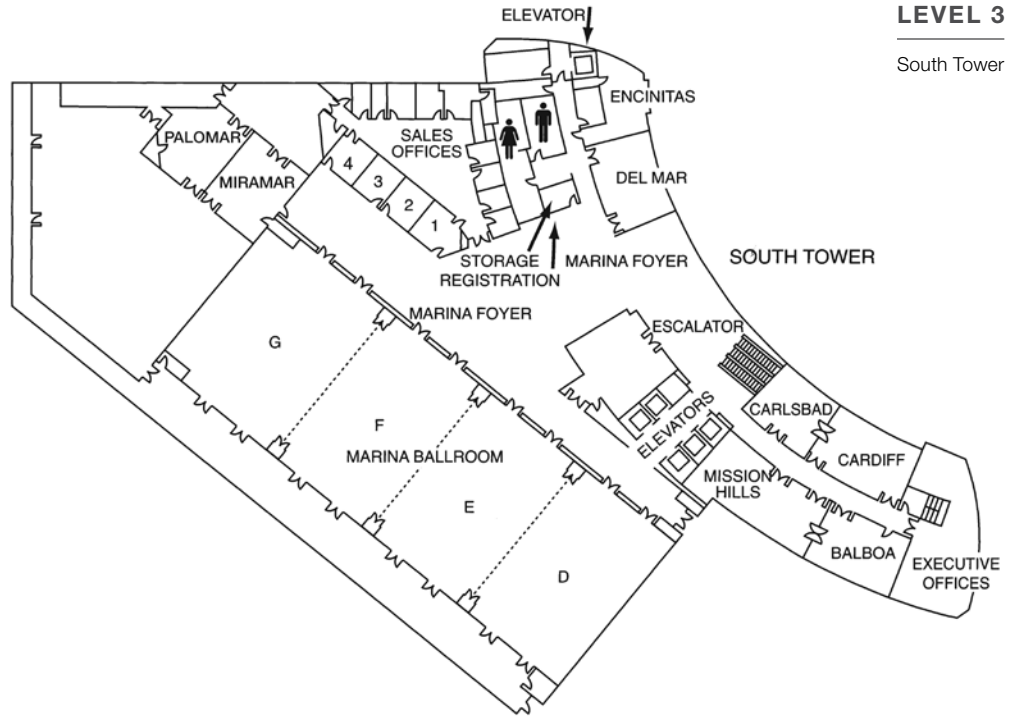 LEVEL 3
South Tower
ELEVATOR
ENCINITAS
SALES
OFFICES
PALOMAR
MIRAMAR
4
3
2
1
DEL MAR
STORAGE
REGISTRATION
MARINA FOYER
SOUTH TOWER
MARINA FOYER
ESCALATOR
G
F
MARINA BALLROOM
E
D
ELEVATORS
CARLSBAD
CARDIFF
MISSION
HILLS
BALBOA
EXECUTIVE
OFFICES